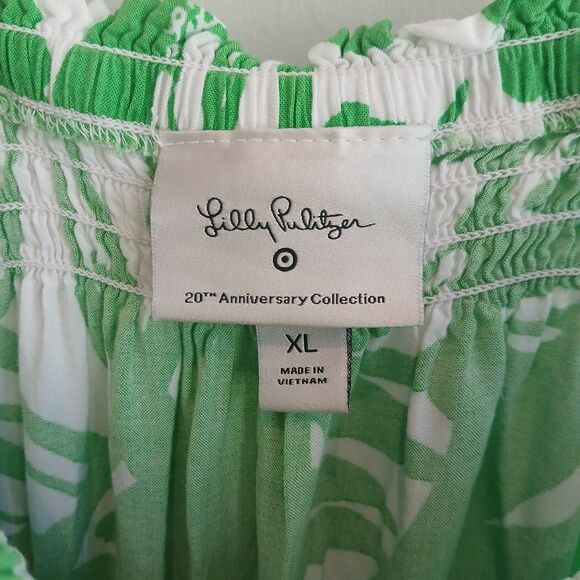 Lilly Pulitzer
20TH Anniversary Collection
XL
MADE IN
VIETNAM